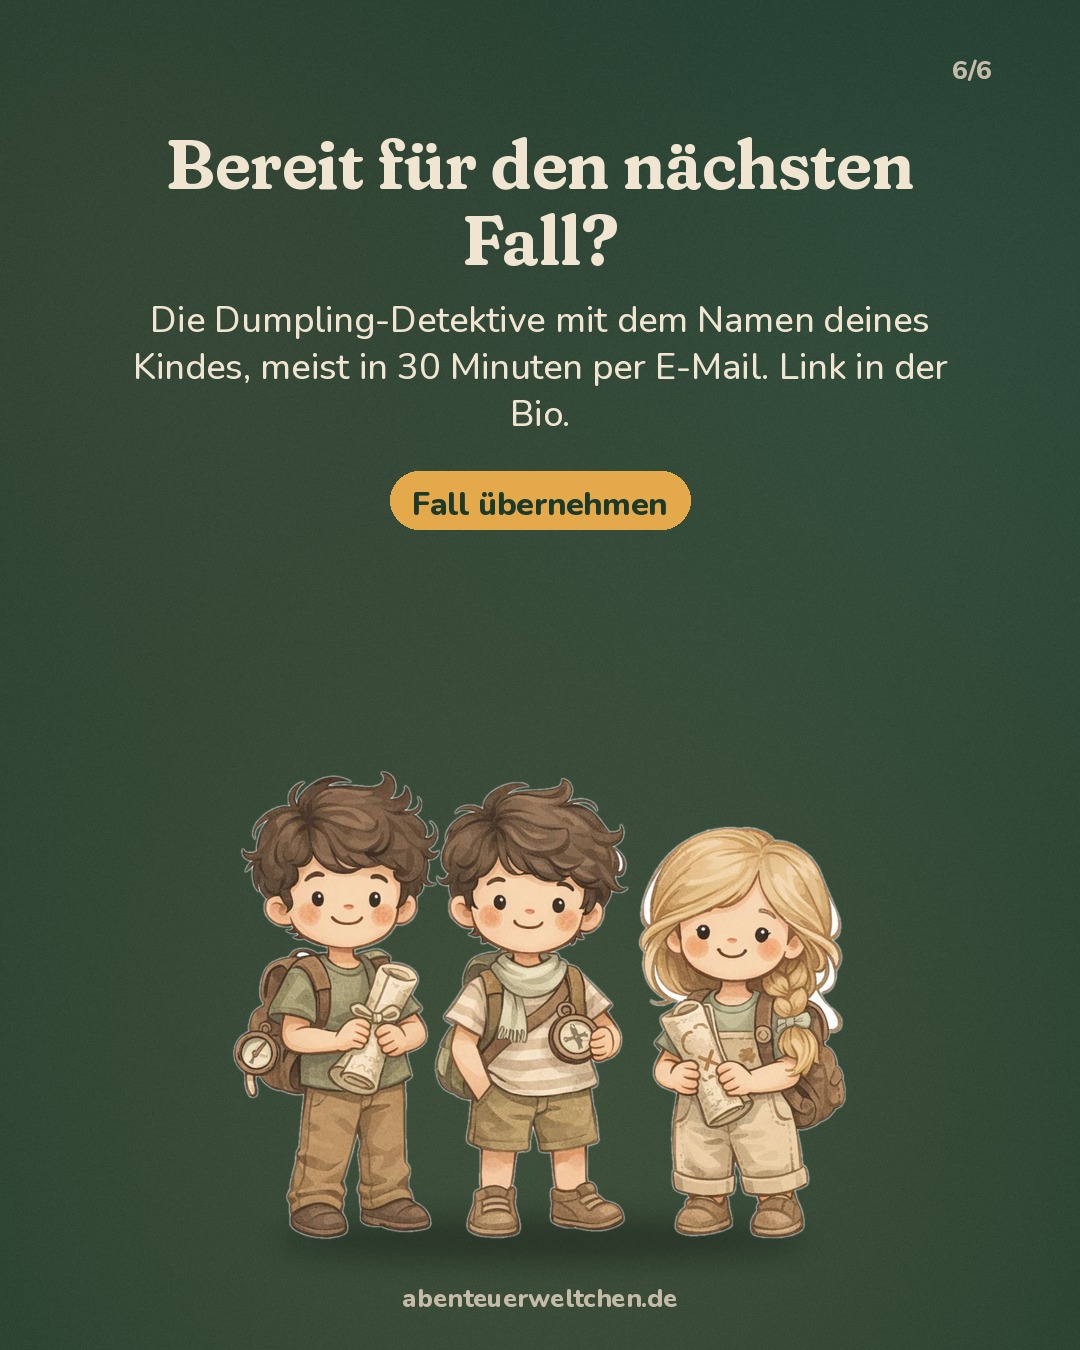 6/6
Bereit für den nächsten
Fall?
Die Dumpling-Detektive mit dem Namen deines
Kindes, meist in 30 Minuten per E-Mail. Link in der
Bio.
Fall übernehmen
abenteuerweltchen.de